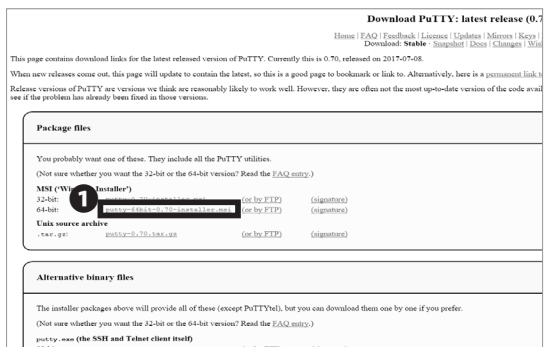 Download PuTTY: latest release (0.7
Home | FAQ | Feedback | Licence | Updates | Mirrors | Keys |
Download: Stable · Snapshot | Docs | Changes | Wis
This page contains download links for the latest released version of PuTTY. Currently this is 0.70, released on 2017-07-08.
When new releases come out, this page will update to contain the latest, so this is a good page to bookmark or link to. Alternatively, here is a permanent link t
Release versions of PuTTY are versions we think are reasonably likely to work well. However, they are often not the most up-to-date version of the code avail
see if the problem has already been fixed in those versions.
Package files
You probably want one of these. They include all the PuTTY utilities.
(Not sure whether you want the 32-bit or the 64-bit version? Read the FAQ entry.)
MSI ('Win Installer')
32-bit: putty-0.70-installer.msi (or by FTP) (signature)
1
64-bit: putty-64bit-0.70-installer.msi (or by FTP) (signature)
Unix source archive
.tar.gz: putty-0.70.tar.gz (or by FTP) (signature)
Alternative binary files
The installer packages above will provide all of these (except PuTTYtel), but you can download them one by one if you prefer.
(Not sure whether you want the 32-bit or the 64-bit version? Read the FAQ entry.)
putty.exe (the SSH and Telnet client itself)